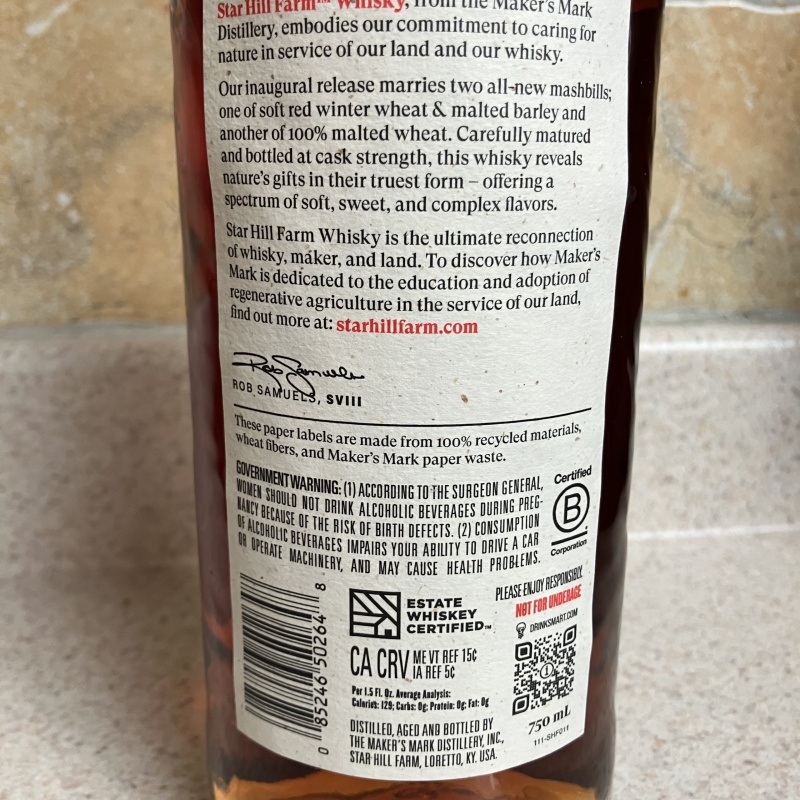 Star Hill Farm™ Whisky, from the Maker's Mark
Distillery, embodies our commitment to caring for
nature in service of our land and our whisky.
Our inaugural release marries two all-new mashbills;
one of soft red winter wheat & malted barley and
another of 100% malted wheat. Carefully matured
and bottled at cask strength, this whisky reveals
nature's gifts in their truest form – offering a
spectrum of soft, sweet, and complex flavors.
Star Hill Farm Whisky is the ultimate reconnection
of whisky, maker, and land. To discover how Maker's
Mark is dedicated to the education and adoption of
regenerative agriculture in the service of our land,
find out more at: starhillfarm.com
Rob Samuels
ROB SAMUELS, SVIII
These paper labels are made from 100% recycled materials,
wheat fibers, and Maker's Mark paper waste.
GOVERNMENT WARNING: (1) ACCORDING TO THE SURGEON GENERAL,
WOMEN SHOULD NOT DRINK ALCOHOLIC BEVERAGES DURING PREG-
NANCY BECAUSE OF THE RISK OF BIRTH DEFECTS. (2) CONSUMPTION
OF ALCOHOLIC BEVERAGES IMPAIRS YOUR ABILITY TO DRIVE A CAR
OR OPERATE MACHINERY, AND MAY CAUSE HEALTH PROBLEMS.
Certified
B
Corporation
0 85246 50264 8
ESTATE
WHISKEY
CERTIFIED™
CA CRV ME VT REF 15¢
IA REF 5¢
Per 1.5 Fl. Oz. Average Analysis:
Calories: 129; Carbs: 0g; Protein: 0g; Fat: 0g
DISTILLED, AGED AND BOTTLED BY
THE MAKER'S MARK DISTILLERY, INC.,
STAR HILL FARM, LORETTO, KY. USA.
PLEASE ENJOY RESPONSIBLY.
NOT FOR UNDERAGE
DRINKSMART.COM
750 mL
111-SHF011